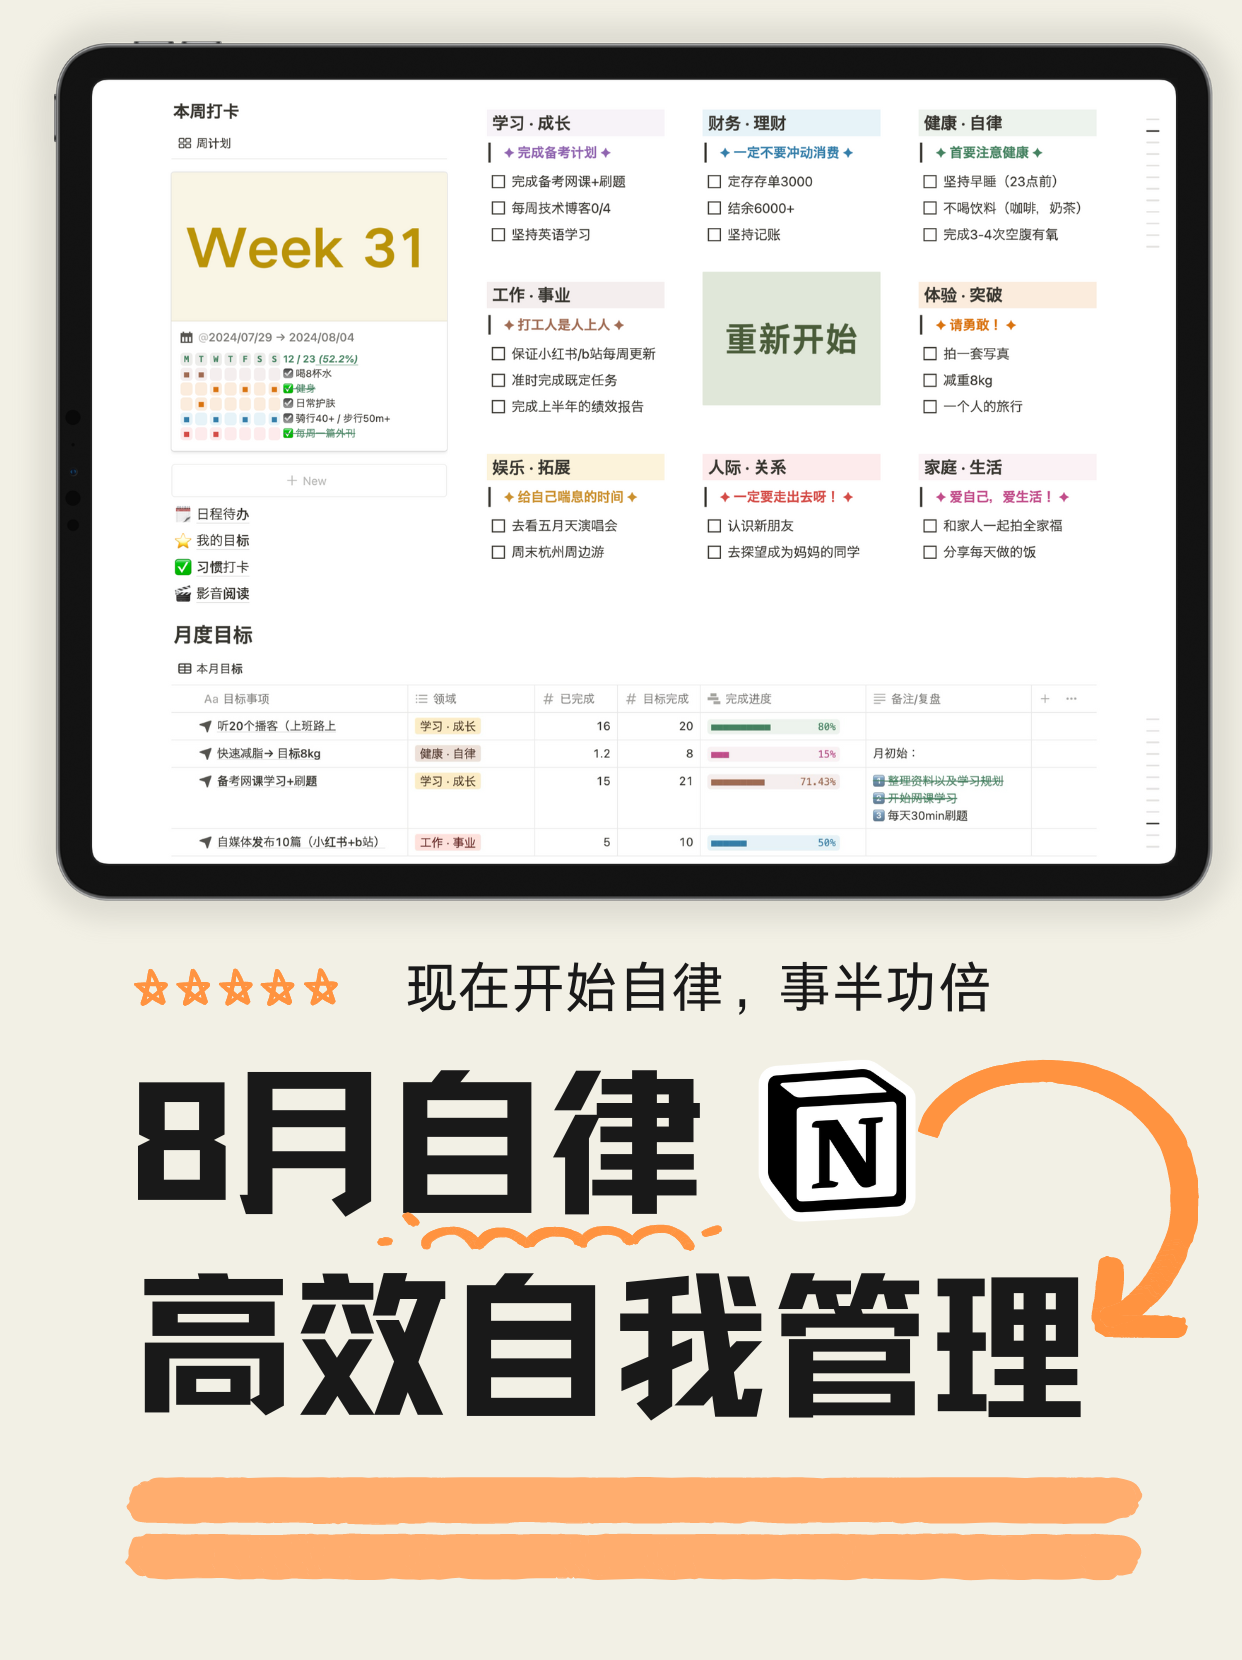 本周打卡
周计划
Week 31
@2024/07/29 → 2024/08/04
M T W T F S S 12 / 23 (52.2%)
喝8杯水
健身
日常护肤
骑行40+ / 步行50m+
每周一篇外刊
+ New
日程待办
我的目标
习惯打卡
影音阅读
学习 · 成长
✦ 完成备考计划 ✦
完成备考网课+刷题
每周技术博客0/4
坚持英语学习
财务 · 理财
✦ 一定不要冲动消费 ✦
定存存单3000
结余6000+
坚持记账
健康 · 自律
✦ 首要注意健康 ✦
坚持早睡（23点前）
不喝饮料（咖啡，奶茶）
完成3-4次空腹有氧
工作 · 事业
✦ 打工人是人上人 ✦
保证小红书/b站每周更新
准时完成既定任务
完成上半年的绩效报告
重新开始
体验 · 突破
✦ 请勇敢！ ✦
拍一套写真
减重8kg
一个人的旅行
娱乐 · 拓展
✦ 给自己喘息的时间 ✦
去看五月天演唱会
周末杭州周边游
人际 · 关系
✦ 一定要走出去呀！ ✦
认识新朋友
去探望成为妈妈的同学
家庭 · 生活
✦ 爱自己，爱生活！ ✦
和家人一起拍全家福
分享每天做的饭
月度目标
本月目标
Aa 目标事项 领域 # 已完成 # 目标完成 完成进度 备注/复盘 + ···
听20个播客（上班路上 学习 · 成长 16 20 80%
快速减脂→ 目标8kg 健康 · 自律 1.2 8 15% 月初始：
备考网课学习+刷题 学习 · 成长 15 21 71.43% 1 整理资料以及学习规划
2 开始网课学习
3 每天30min刷题
自媒体发布10篇（小红书+b站） 工作 · 事业 5 10 50%
现在开始自律，事半功倍
8月自律 N
高效自我管理